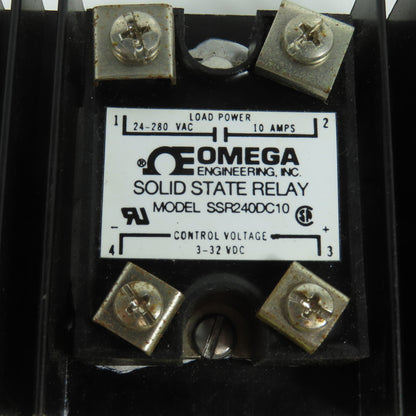 LOAD POWER
1 24-280 VAC 10 AMPS 2
® OMEGA
ENGINEERING, INC.
SOLID STATE RELAY
MODEL SSR240DC10
- CONTROL VOLTAGE +
4 3-32 VDC 3